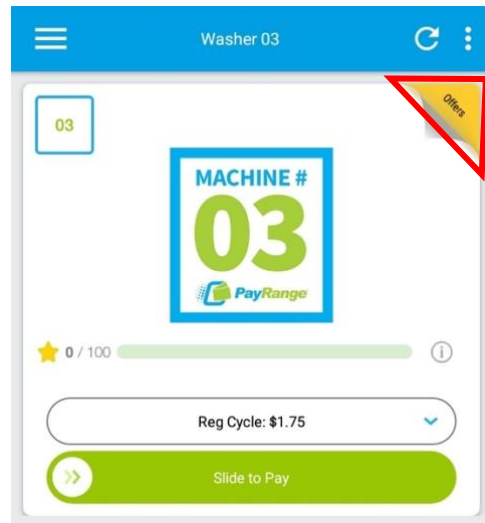 Washer 03
Offers
03
MACHINE #
03
PayRange
0 / 100
Reg Cycle: $1.75
Slide to Pay